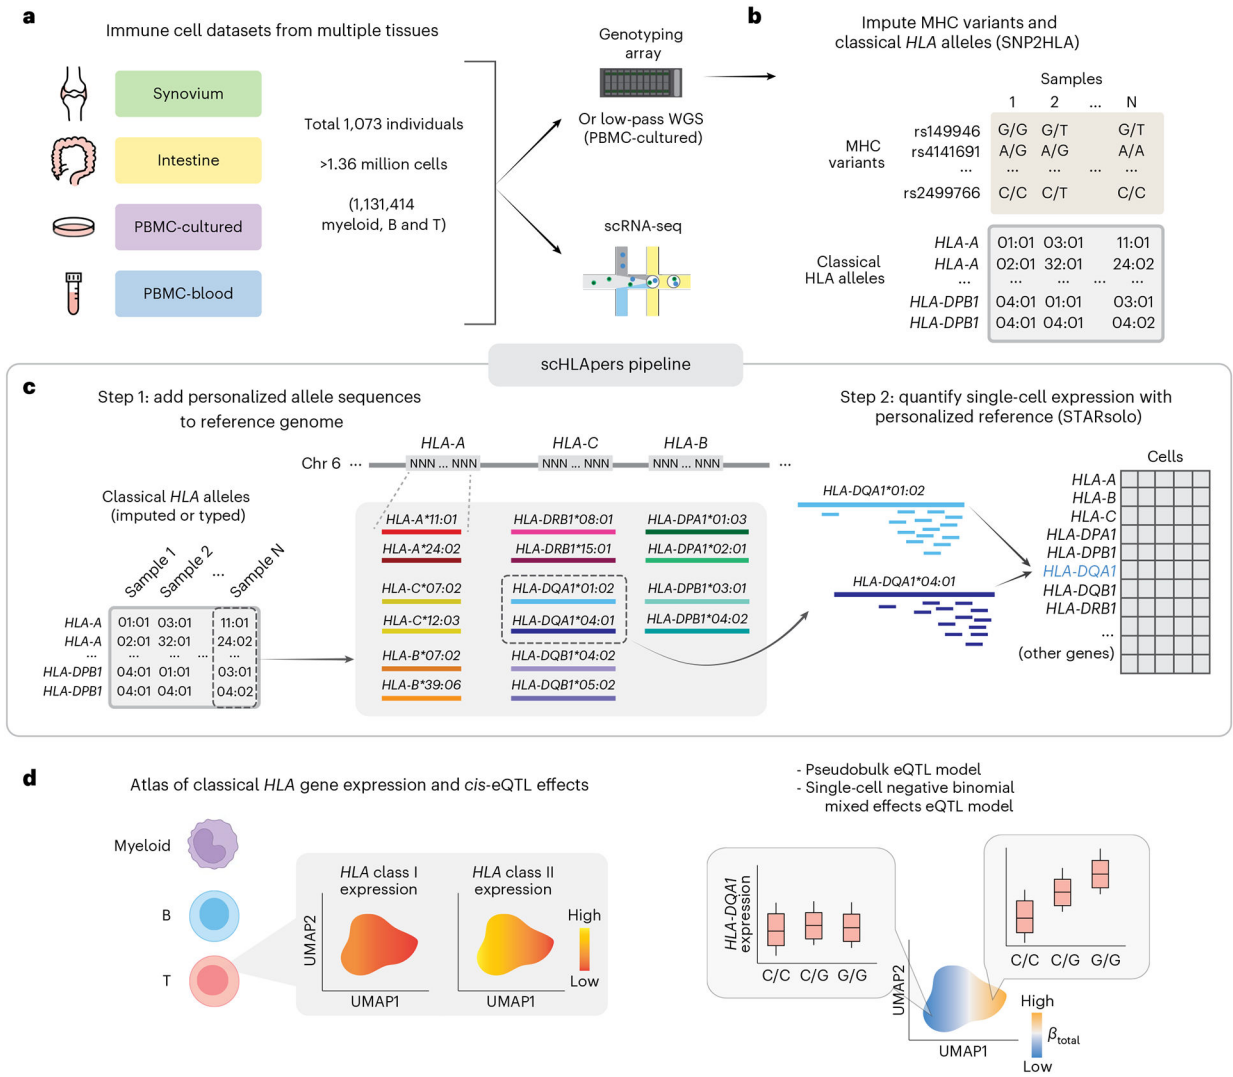 a
Immune cell datasets from multiple tissues
Synovium
Intestine
PBMC-cultured
PBMC-blood
Total 1,073 individuals
>1.36 million cells
(1,131,414
myeloid, B and T)
Genotyping
array
Or low-pass WGS
(PBMC-cultured)
scRNA-seq
b
Impute MHC variants and
classical HLA alleles (SNP2HLA)
Samples
1 2 ... N
MHC
variants
rs149946 G/G G/T G/T
rs4141691 A/G A/G A/A
... ... ... ... ...
rs2499766 C/C C/T C/C
Classical
HLA alleles
HLA-A 01:01 03:01 11:01
HLA-A 02:01 32:01 24:02
... ... ... ... ...
HLA-DPB1 04:01 01:01 03:01
HLA-DPB1 04:01 04:01 04:02
scHLApers pipeline
c
Step 1: add personalized allele sequences
to reference genome
HLA-A HLA-C HLA-B
Chr 6 ... NNN ... NNN NNN ... NNN NNN ... NNN ...
Classical HLA alleles
(imputed or typed)
Sample 1 Sample 2 ... Sample N
HLA-A 01:01 03:01 11:01
HLA-A 02:01 32:01 24:02
... ... ... ... ...
HLA-DPB1 04:01 01:01 03:01
HLA-DPB1 04:01 04:01 04:02
HLA-A*11:01 HLA-DRB1*08:01 HLA-DPA1*01:03
HLA-A*24:02 HLA-DRB1*15:01 HLA-DPA1*02:01
HLA-C*07:02 HLA-DQA1*01:02 HLA-DPB1*03:01
HLA-C*12:03 HLA-DQA1*04:01 HLA-DPB1*04:02
HLA-B*07:02 HLA-DQB1*04:02
HLA-B*39:06 HLA-DQB1*05:02
Step 2: quantify single-cell expression with
personalized reference (STARsolo)
HLA-DQA1*01:02
HLA-DQA1*04:01
Cells
HLA-A
HLA-B
HLA-C
HLA-DPA1
HLA-DPB1
HLA-DQA1
HLA-DQB1
HLA-DRB1
...
(other genes)
d
Atlas of classical HLA gene expression and cis-eQTL effects
Myeloid
B
T
HLA class I
expression
UMAP2
UMAP1
HLA class II
expression
UMAP1
High
Low
- Pseudobulk eQTL model
- Single-cell negative binomial
mixed effects eQTL model
HLA-DQA1
expression
C/C C/G G/G
C/C C/G G/G
UMAP2
UMAP1
High
βtotal
Low